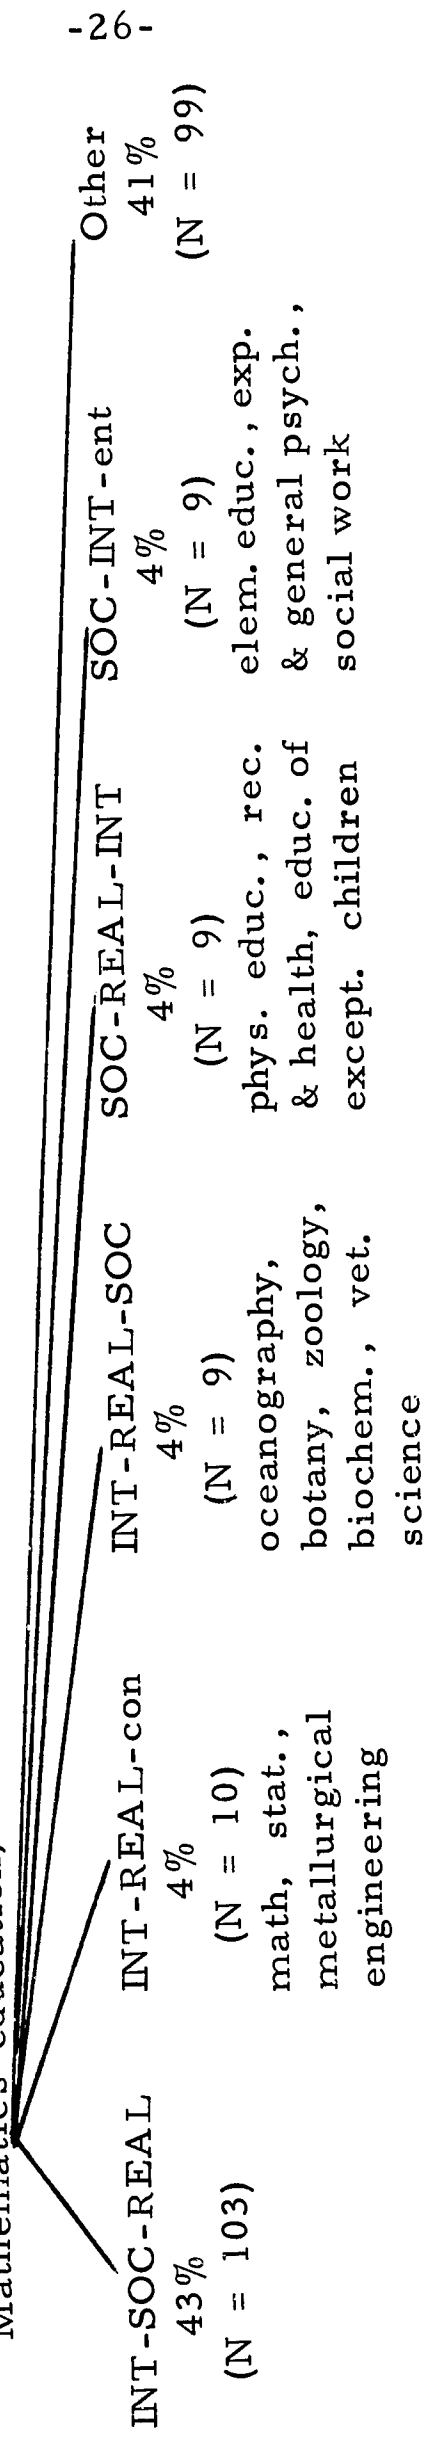 -26-
Mathematics education,
INT-SOC-REAL
43%
(N = 103)
INT-REAL-con
4%
(N = 10)
math, stat.,
metallurgical
engineering
INT-REAL-SOC
4%
(N = 9)
oceanography,
botany, zoology,
biochem., vet.
science
SOC-REAL-INT
4%
(N = 9)
phys. educ., rec.
& health, educ. of
except. children
SOC-INT-ent
4%
(N = 9)
elem. educ., exp.
& general psych.,
social work
Other
41%
(N = 99)